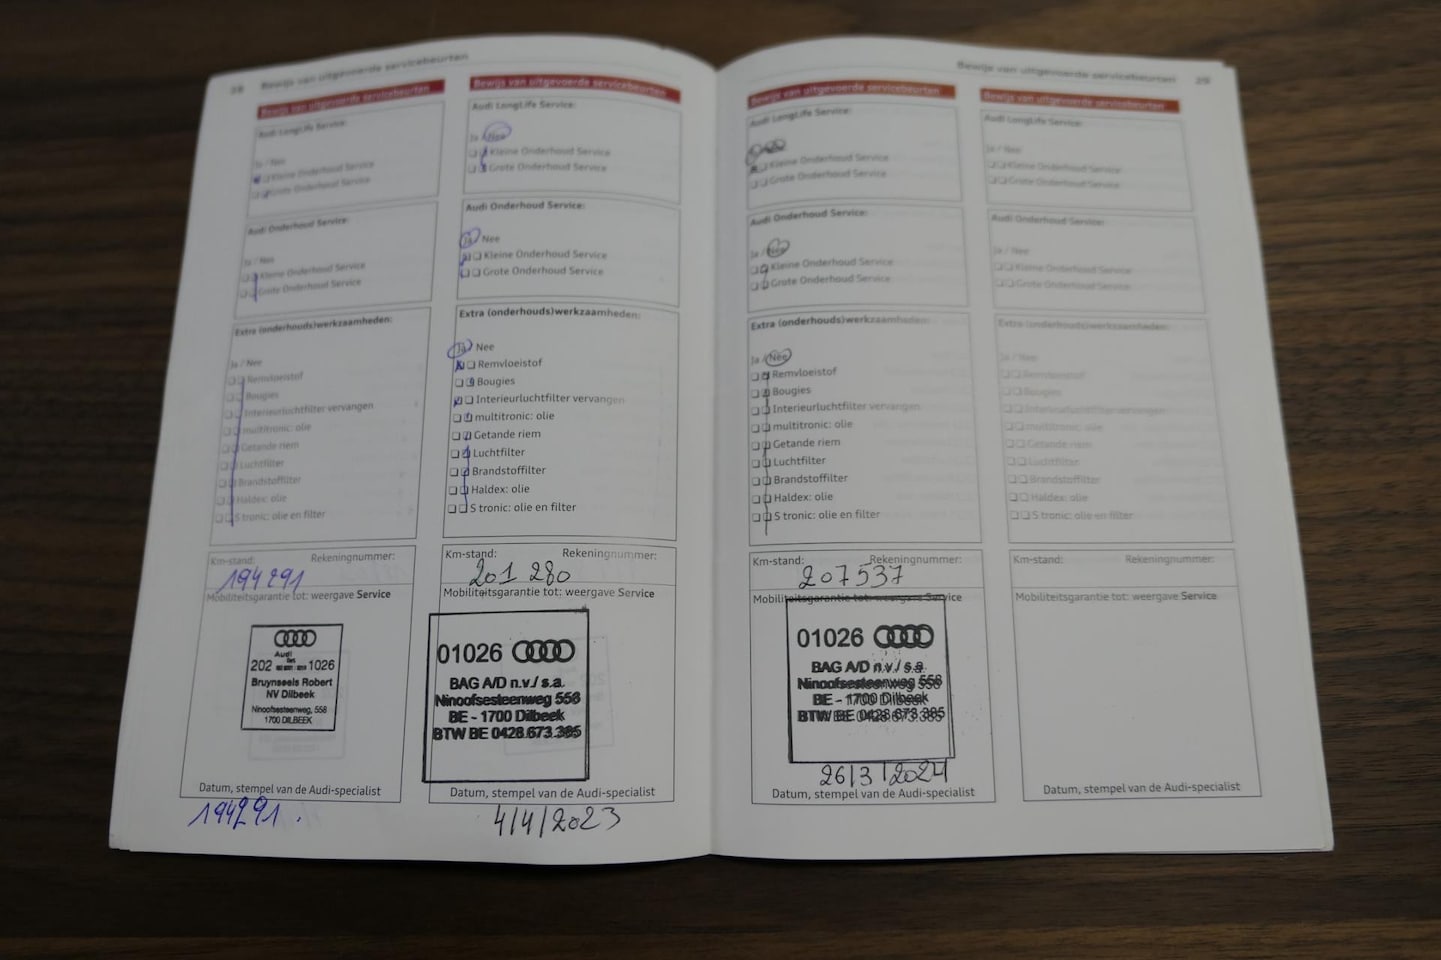 28 Bewijs van uitgevoerde servicebeurten
Bewijs van uitgevoerde servicebeurten
Audi LongLife Service:
Ja / Nee
Kleine Onderhoud Service
Grote Onderhoud Service
Audi Onderhoud Service:
Ja / Nee
Kleine Onderhoud Service
Grote Onderhoud Service
Extra (onderhouds)werkzaamheden:
Ja / Nee
Remvloeistof
Bougies
Interieurluchtfilter vervangen
multitronic: olie
Getande riem
Luchtfilter
Brandstoffilter
Haldex: olie
S tronic: olie en filter
Km-stand: Rekeningnummer:
194291
Mobiliteitsgarantie tot: weergave Service
Audi
202 1026
Bruyneels Robert
NV Dilbeek
Ninoofsesteenweg, 558
1700 DILBEEK
Datum, stempel van de Audi-specialist
194291.
Bewijs van uitgevoerde servicebeurten
Audi LongLife Service:
Ja / Nee
Kleine Onderhoud Service
Grote Onderhoud Service
Audi Onderhoud Service:
Ja / Nee
Kleine Onderhoud Service
Grote Onderhoud Service
Extra (onderhouds)werkzaamheden:
Ja / Nee
Remvloeistof
Bougies
Interieurluchtfilter vervangen
multitronic: olie
Getande riem
Luchtfilter
Brandstoffilter
Haldex: olie
S tronic: olie en filter
Km-stand: Rekeningnummer:
201 280
Mobiliteitsgarantie tot: weergave Service
01026
BAG A/D n.v./ s.a.
Ninoofsesteenweg 558
BE - 1700 Dilbeek
BTW BE 0428.673.385
Datum, stempel van de Audi-specialist
4/4/2023
Bewijs van uitgevoerde servicebeurten 29
Bewijs van uitgevoerde servicebeurten
Audi LongLife Service:
Kleine Onderhoud Service
Grote Onderhoud Service
Audi Onderhoud Service:
Ja / Nee
Kleine Onderhoud Service
Grote Onderhoud Service
Extra (onderhouds)werkzaamheden:
Ja / Nee
Remvloeistof
Bougies
Interieurluchtfilter vervangen
multitronic: olie
Getande riem
Luchtfilter
Brandstoffilter
Haldex: olie
S tronic: olie en filter
Km-stand: Rekeningnummer:
207537
Mobiliteitsgarantie tot: weergave Service
01026
BAG A/D n.v./ s.a.
Ninoofsesteenweg 558
BE - 1700 Dilbeek
BTW BE 0428.673.385
26/3/2024
Datum, stempel van de Audi-specialist
Bewijs van uitgevoerde servicebeurten
Audi LongLife Service:
Ja / Nee
Kleine Onderhoud Service
Grote Onderhoud Service
Audi Onderhoud Service:
Ja / Nee
Kleine Onderhoud Service
Grote Onderhoud Service
Extra (onderhouds)werkzaamheden:
Ja / Nee
Remvloeistof
Bougies
Interieurluchtfilter vervangen
multitronic: olie
Getande riem
Luchtfilter
Brandstoffilter
Haldex: olie
S tronic: olie en filter
Km-stand: Rekeningnummer:
Mobiliteitsgarantie tot: weergave Service
Datum, stempel van de Audi-specialist